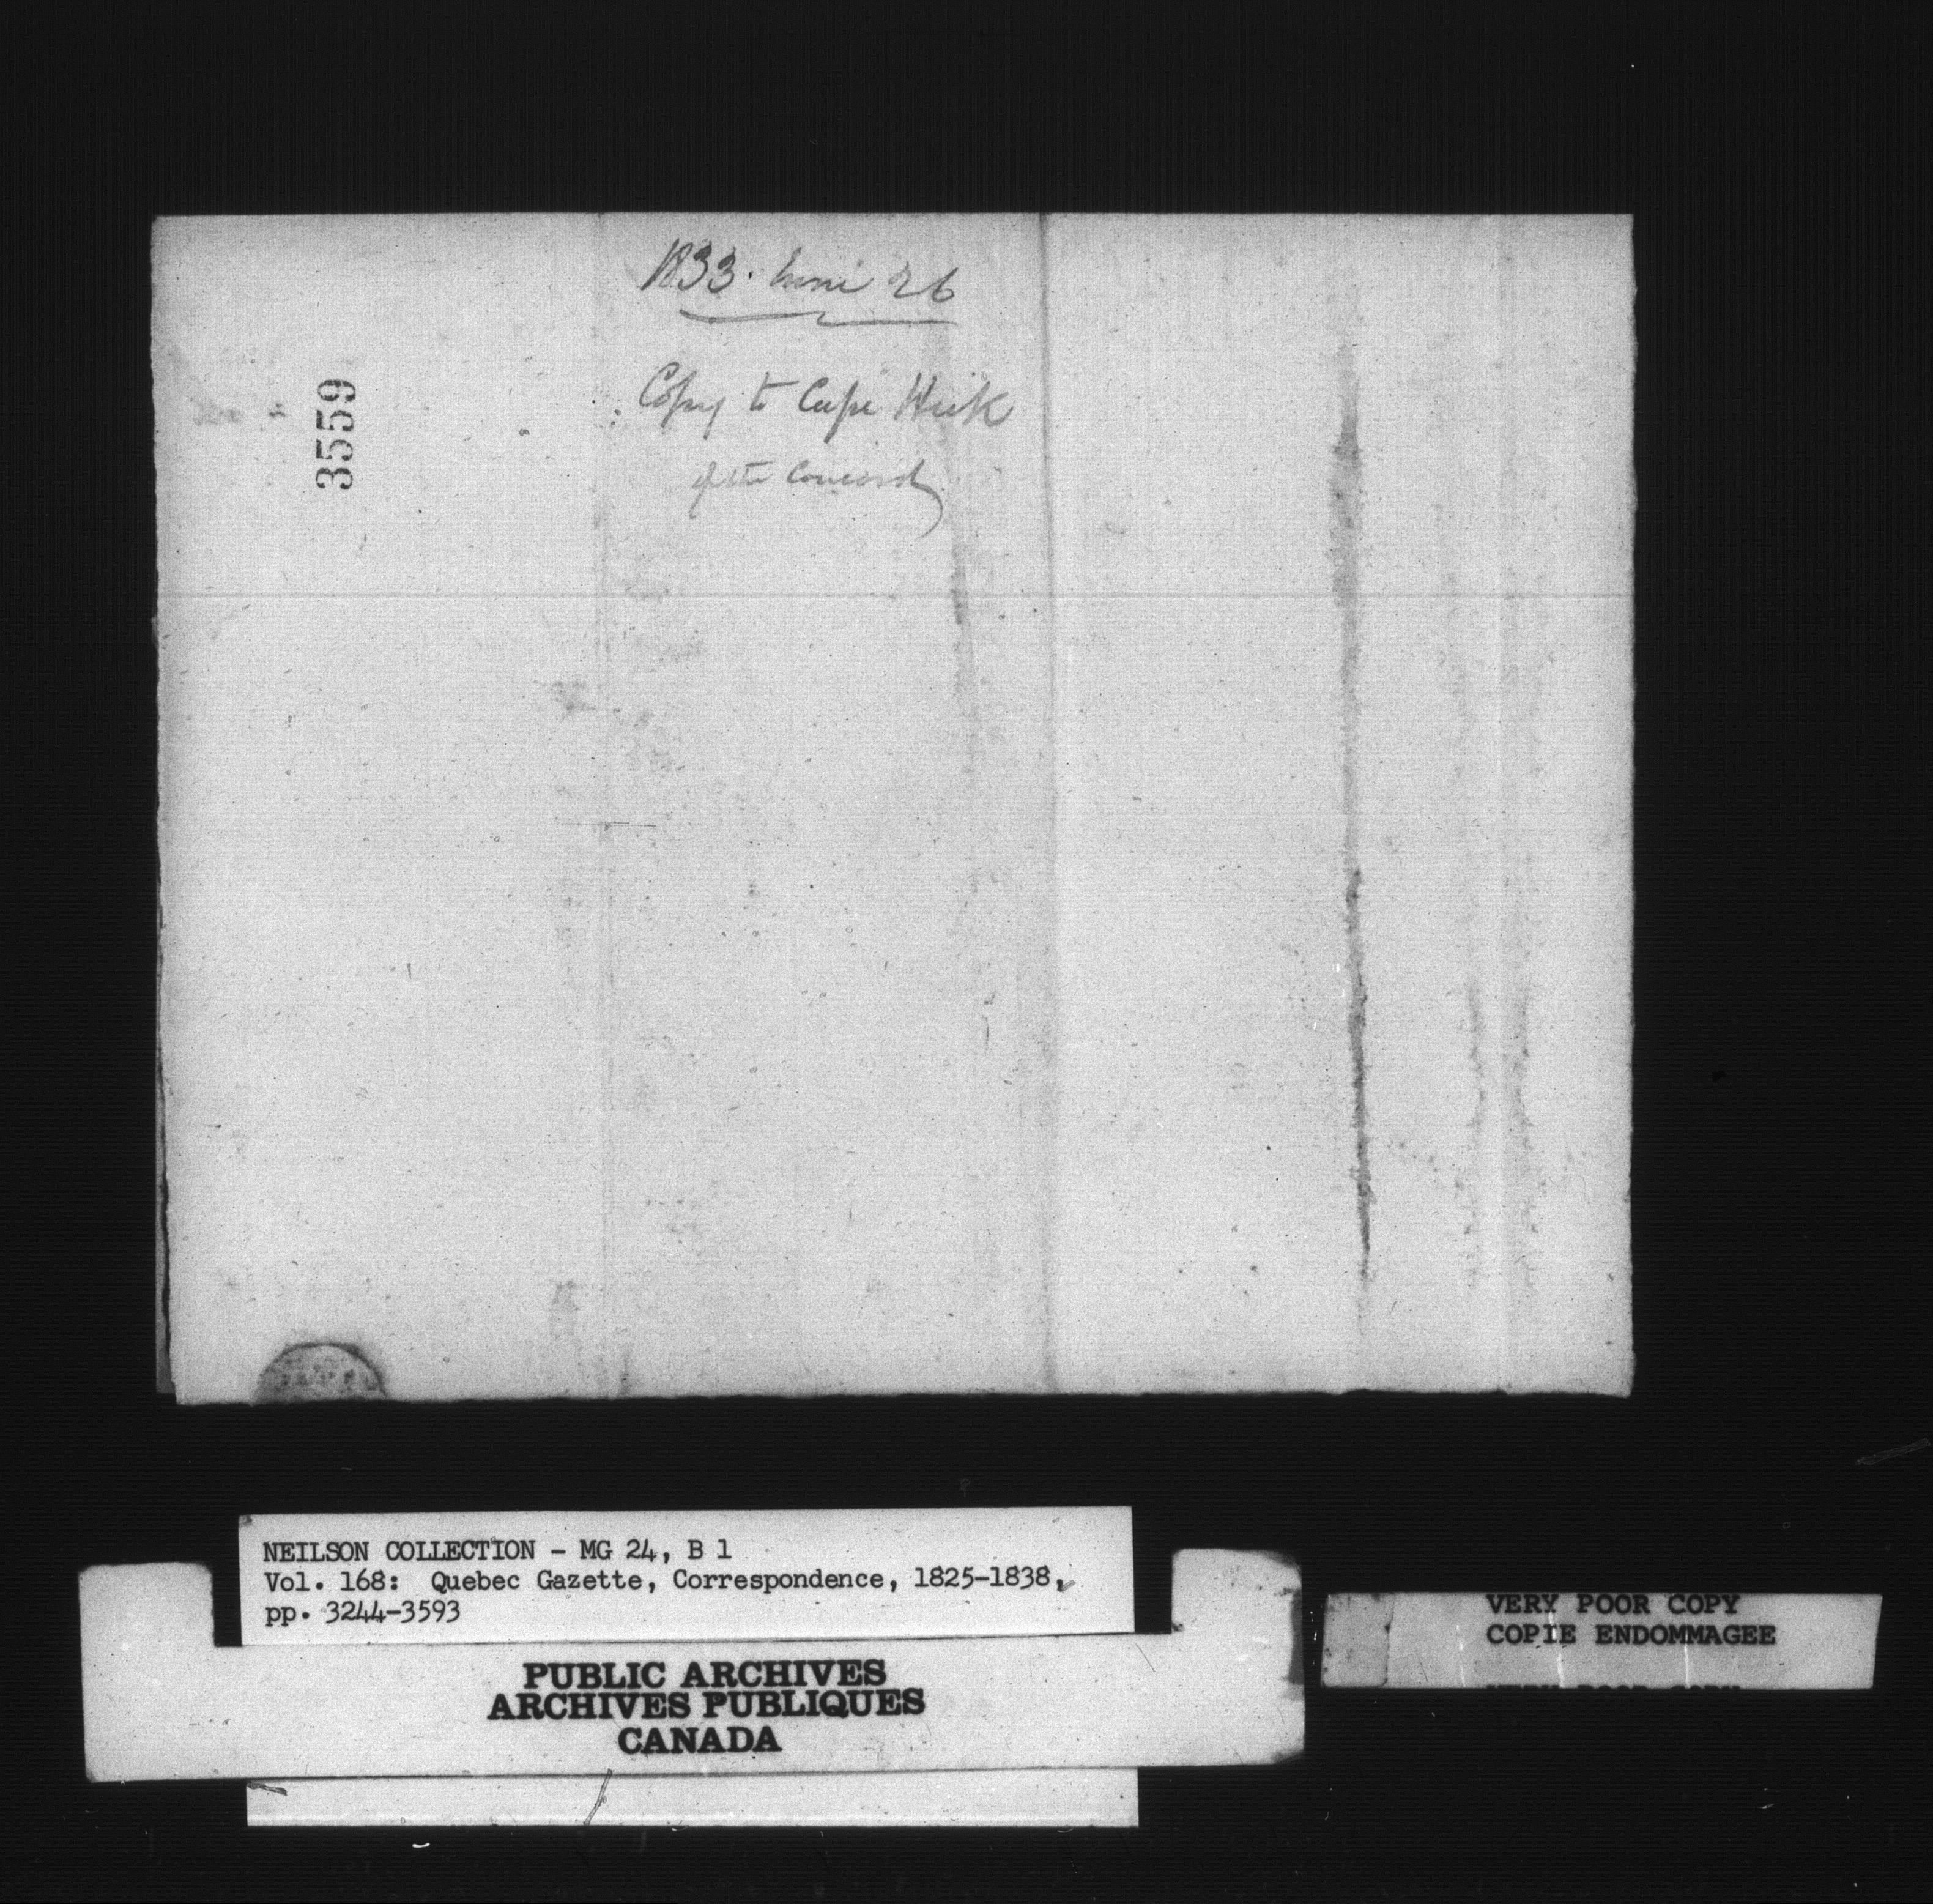 1833. June 26
Copy to Capt
of the Concord
3559
NEILSON COLLECTION - MG 24, B 1
Vol. 168: Quebec Gazette, Correspondence, 1825-1838,
pp. 3244-3593
PUBLIC ARCHIVES
ARCHIVES PUBLIQUES
CANADA
VERY POOR COPY
COPIE ENDOMMAGEE